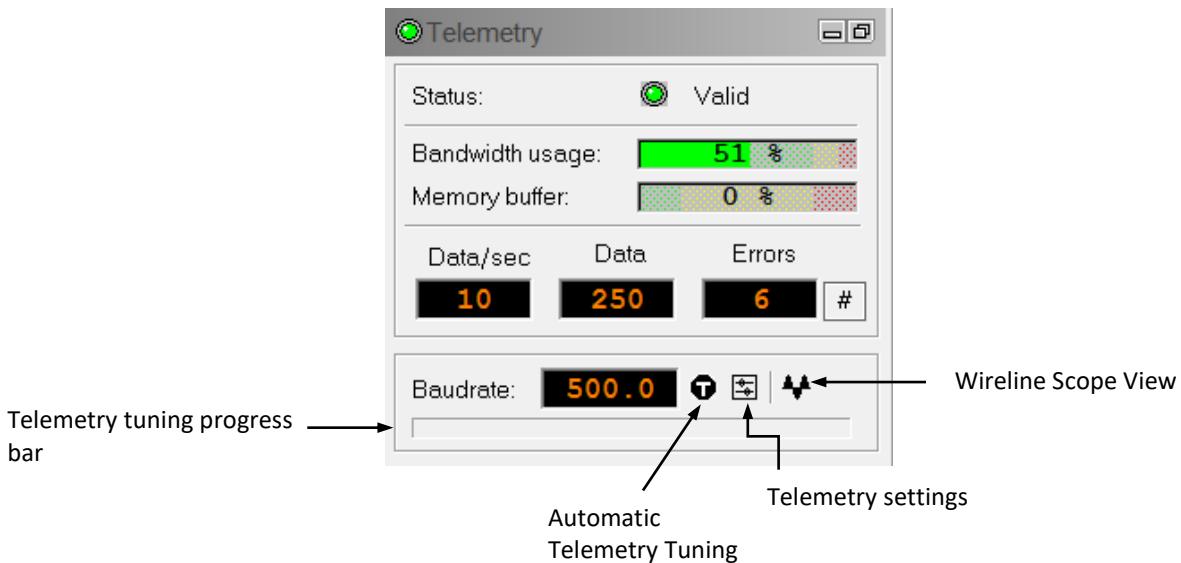 Telemetry
Status: Valid
Bandwidth usage: 51 %
Memory buffer: 0 %
Data/sec Data Errors
10 250 6 #
Baudrate: 500.0 T
Wireline Scope View
Telemetry tuning progress
bar
Telemetry settings
Automatic
Telemetry Tuning